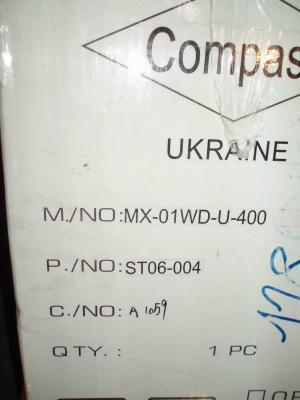 Compas
UKRAINE
M./NO:MX-01WD-U-400
P./NO:ST06-004
C./NO: A 1059
QTY. : 1 PC